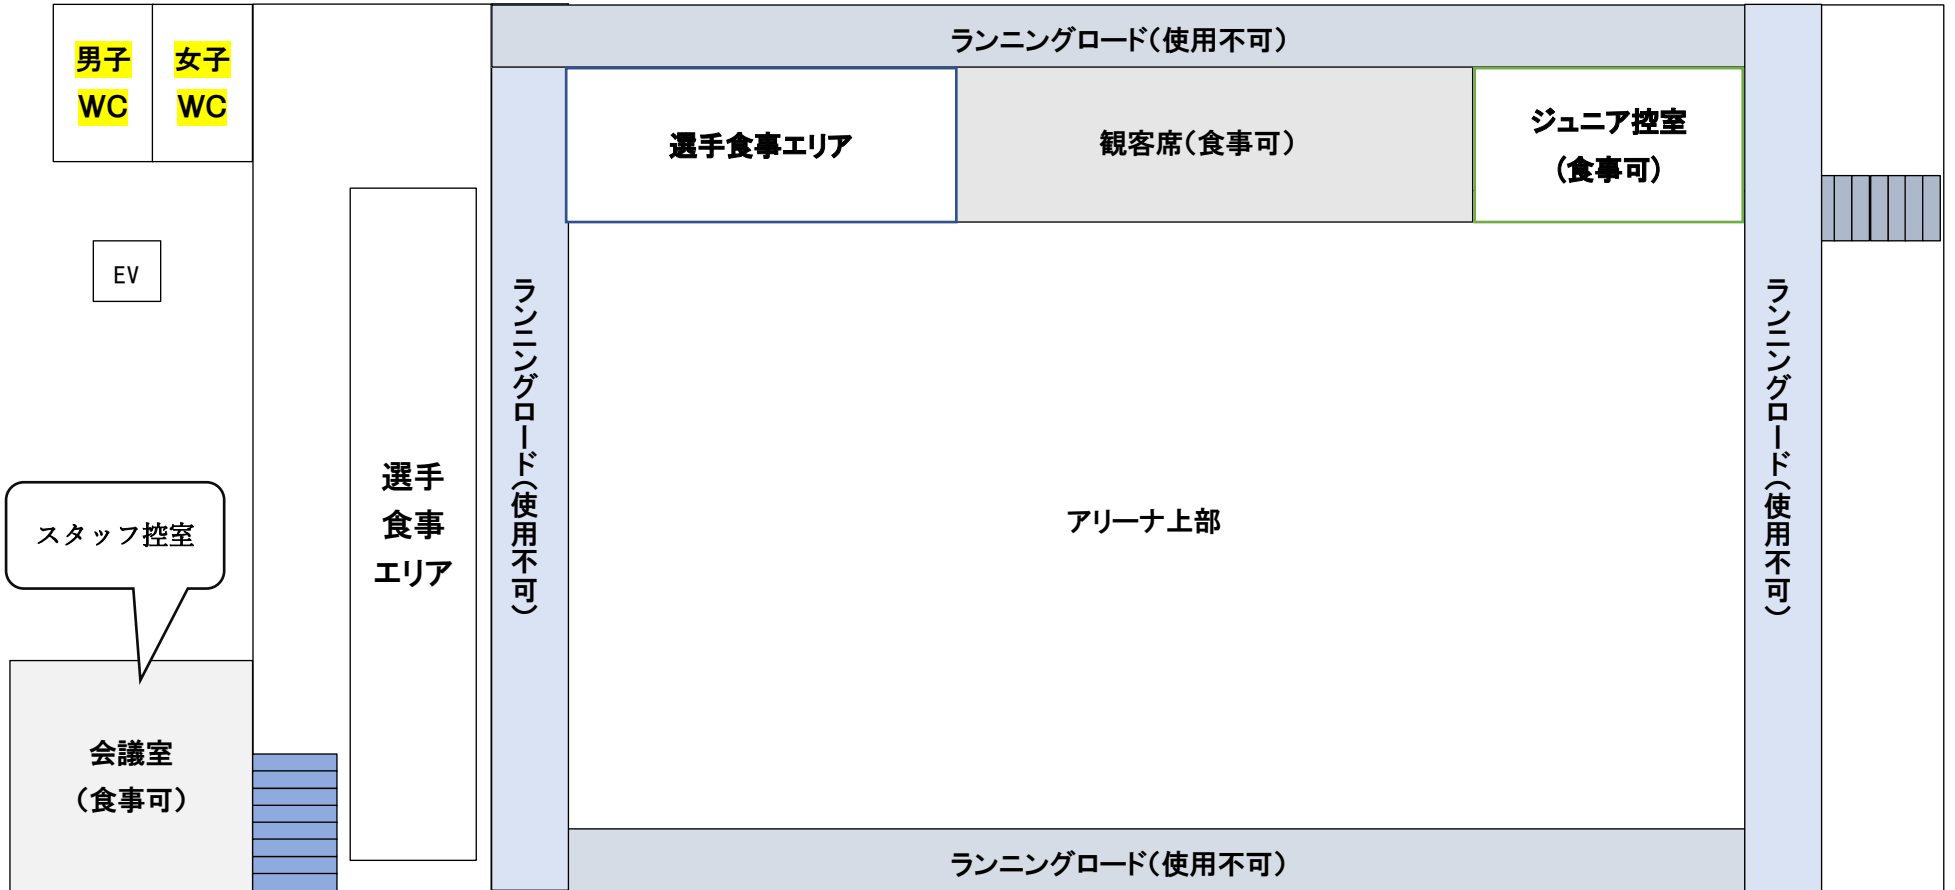 ランニングロード(使用不可)
男子
WC
女子
WC
選手食事エリア
観客席(食事可)
ジュニア控室
(食事可)
EV
ランニングロード(使用不可)
ランニングロード(使用不可)
選手
食事
エリア
スタッフ控室
アリーナ上部
会議室
(食事可)
ランニングロード(使用不可)